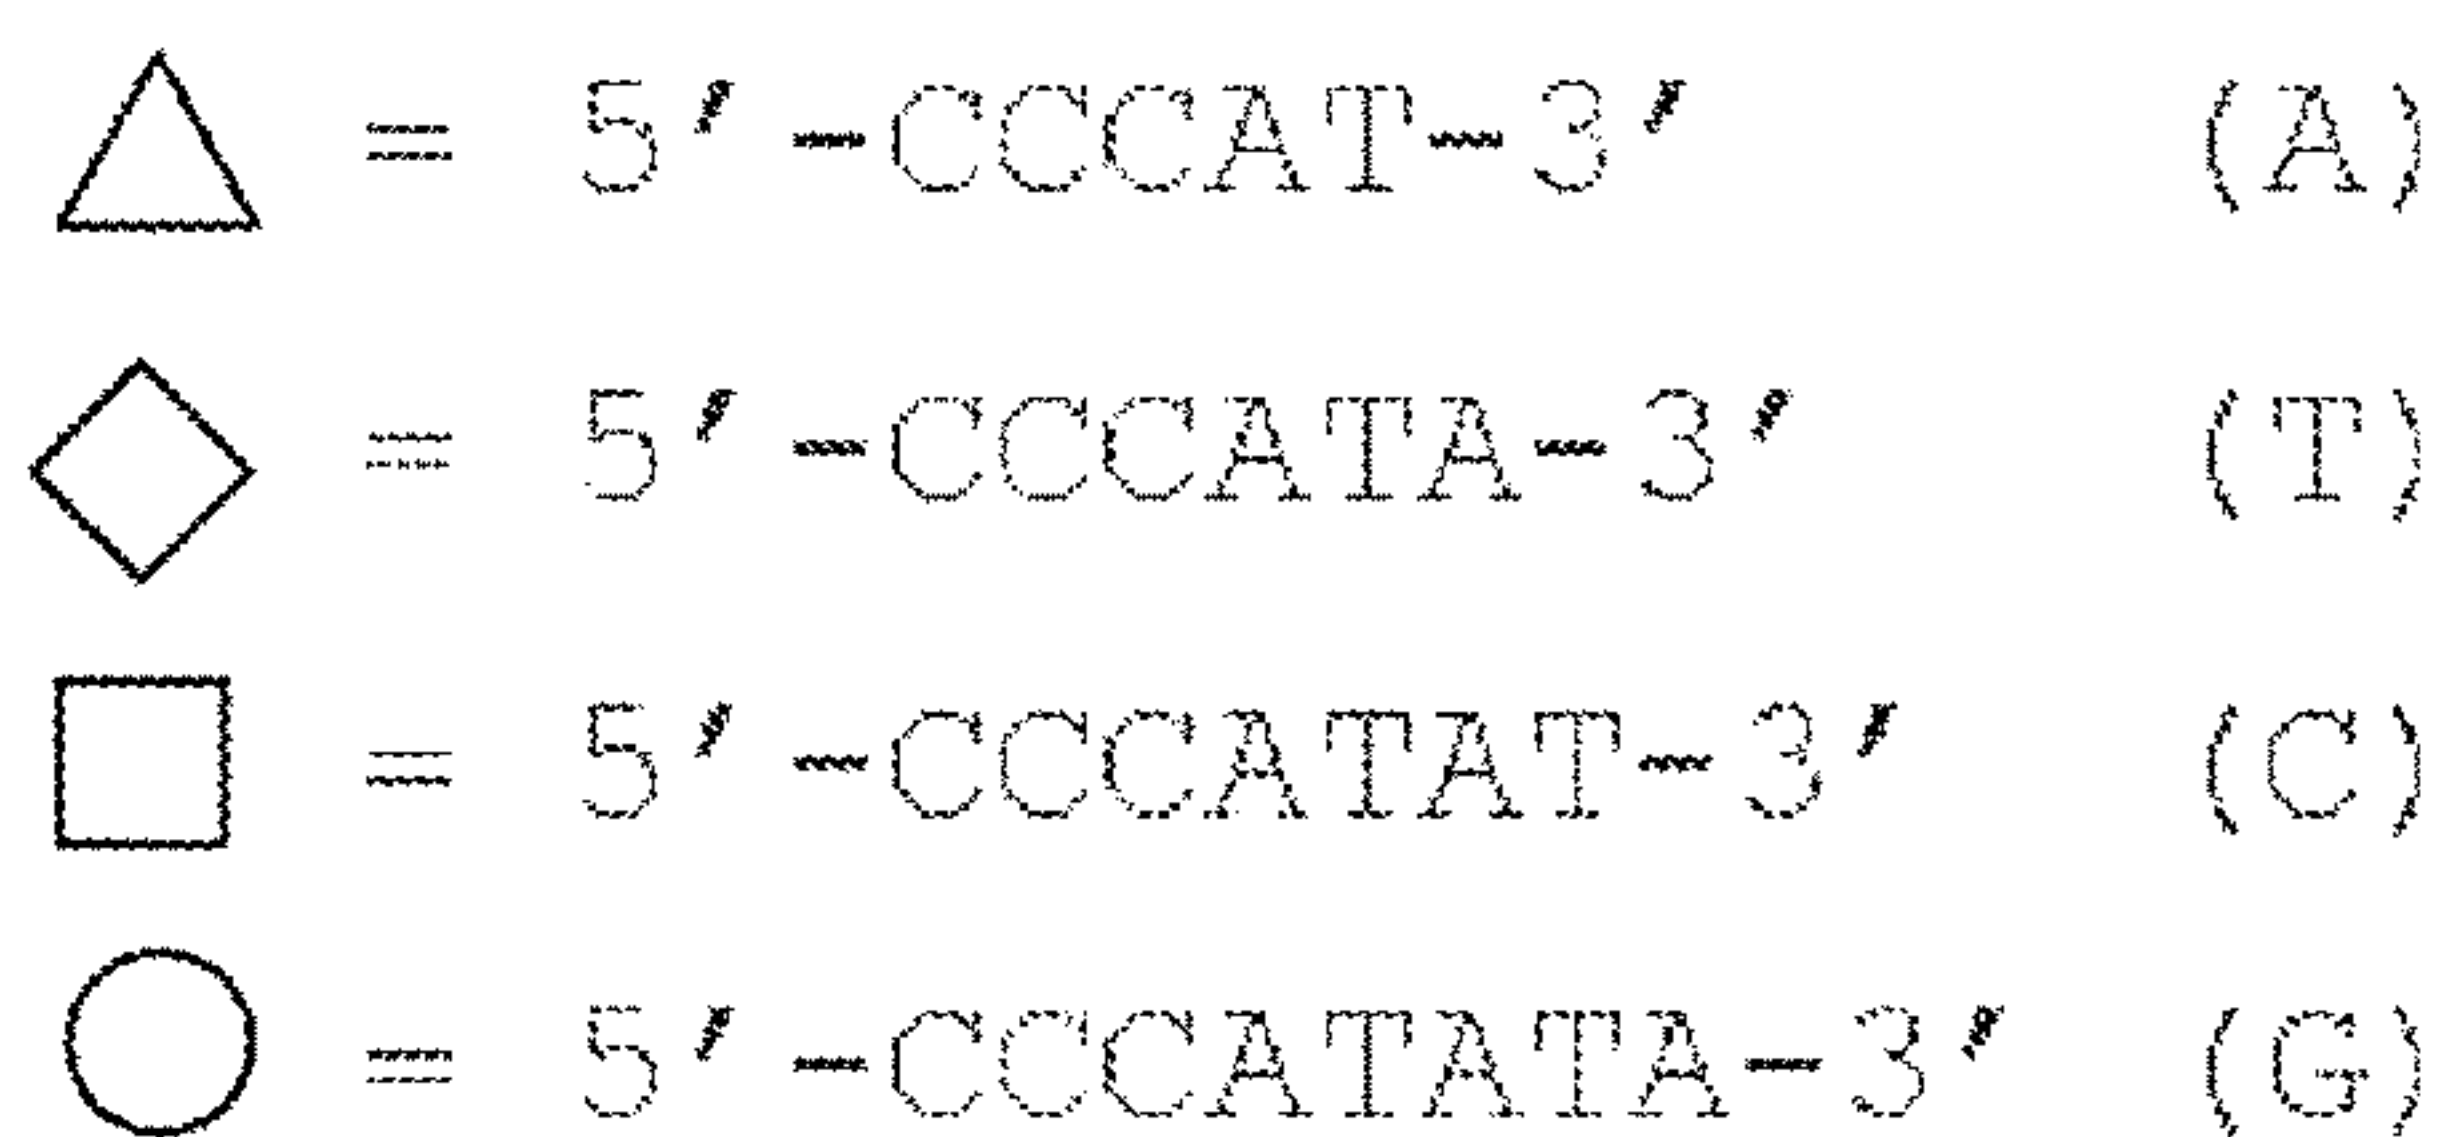 = 5′-CCCAT-3′ (A)
= 5′-CCCATA-3′ (T)
= 5′-CCCATAT-3′ (C)
= 5′-CCCATATA-3′ (G)